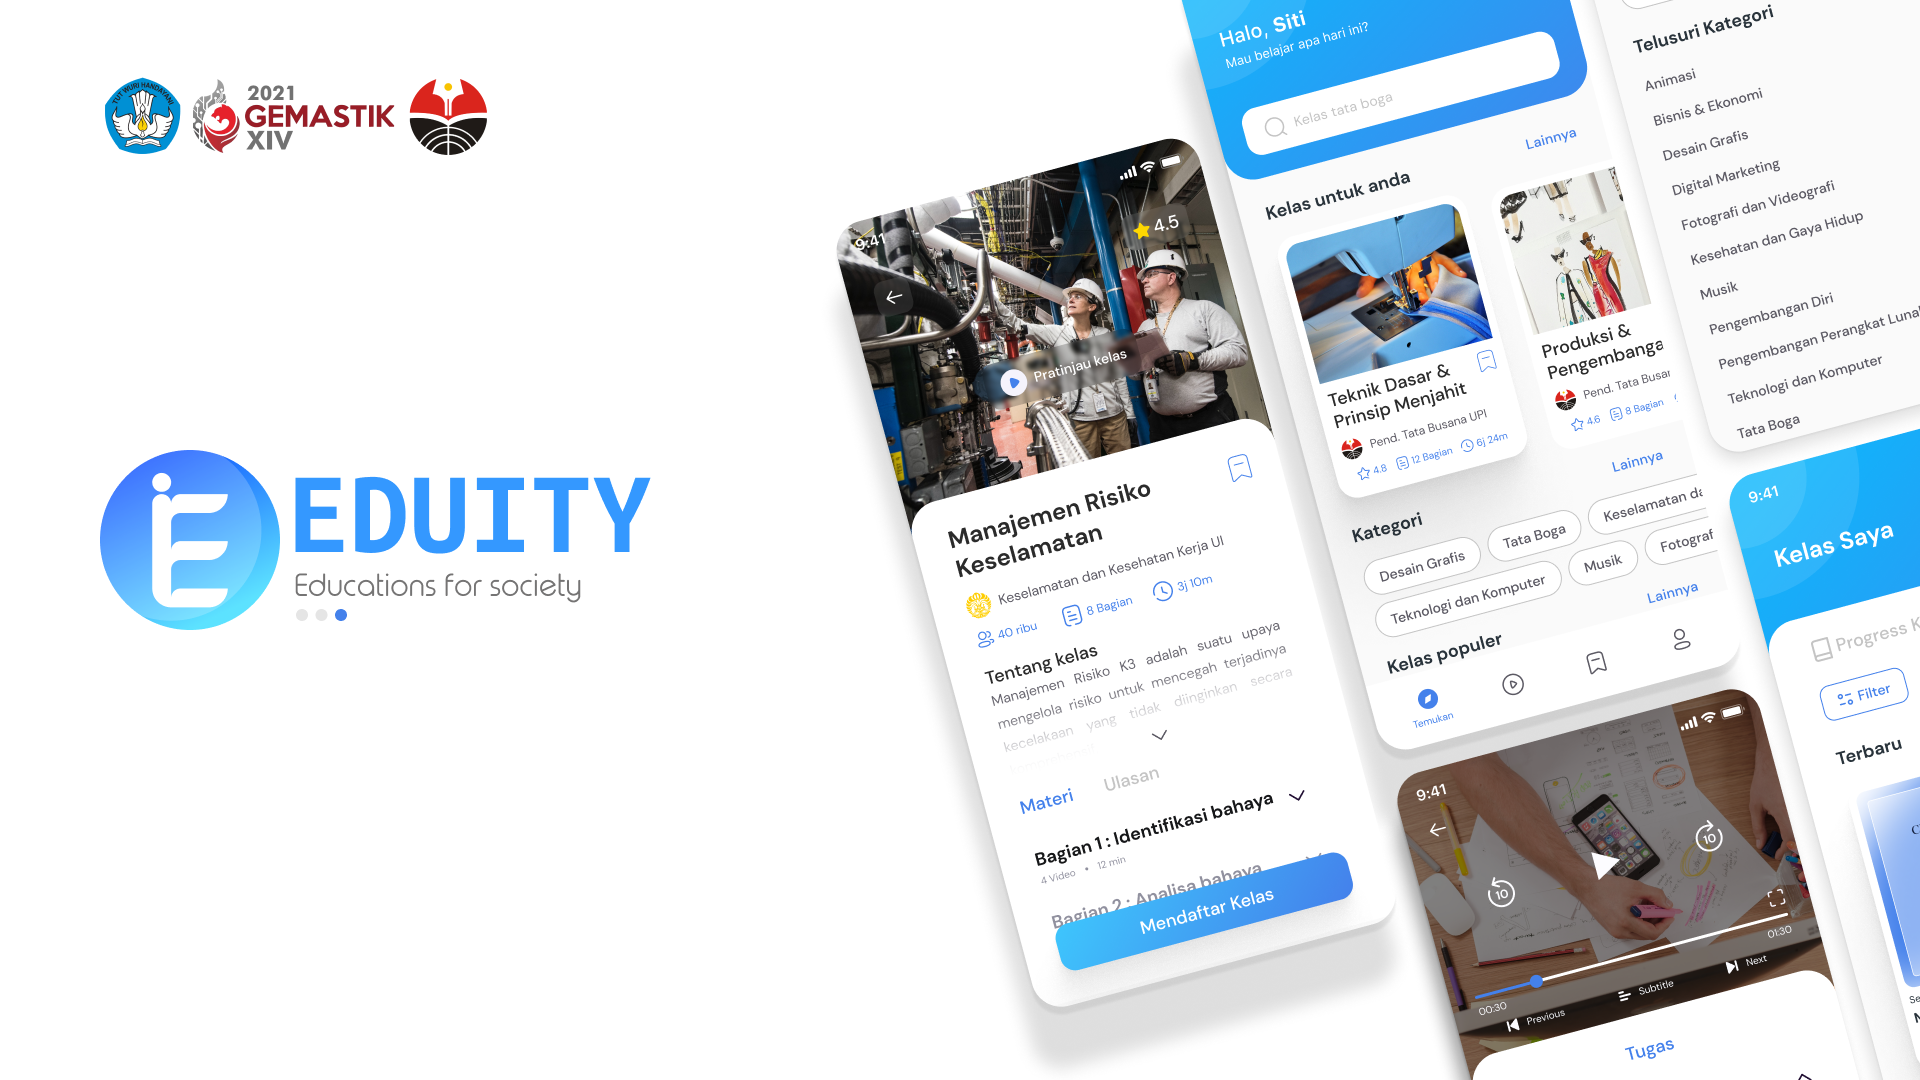 TUT WURI HANDAYANI
2021
GEMASTIK
XIV
EDUITY
Educations for society
9:41
4.5
Pratinjau kelas
Manajemen Risiko
Keselamatan
Keselamatan dan Kesehatan Kerja UI
40 ribu
8 Bagian
3j 10m
Tentang kelas
Manajemen Risiko K3 adalah suatu upaya
mengelola risiko untuk mencegah terjadinya
kecelakaan yang tidak diinginkan secara
Materi
Ulasan
Bagian 1 : Identifikasi bahaya
4 Video • 12 min
Bagian 2 : Analisa bahaya
Mendaftar Kelas
Halo, Siti
Mau belajar apa hari ini?
Kelas tata boga
Lainnya
Kelas untuk anda
Teknik Dasar &
Prinsip Menjahit
Pend. Tata Busana UPI
4.8
12 Bagian
6j 24m
Produksi &
Pengembanga
Pend. Tata Busar
4.6
8 Bagian
Lainnya
Kategori
Desain Grafis
Tata Boga
Keselamatan da
Teknologi dan Komputer
Musik
Fotograf
Lainnya
Kelas populer
Temukan
Telusuri Kategori
Animasi
Bisnis & Ekonomi
Desain Grafis
Digital Marketing
Fotografi dan Videografi
Kesehatan dan Gaya Hidup
Musik
Pengembangan Diri
Pengembangan Perangkat Luna
Teknologi dan Komputer
Tata Boga
9:41
Kelas Saya
Progress K
Filter
Terbaru
Se
9:41
10
10
00:30
01:30
Previous
Subtitle
Next
Tugas